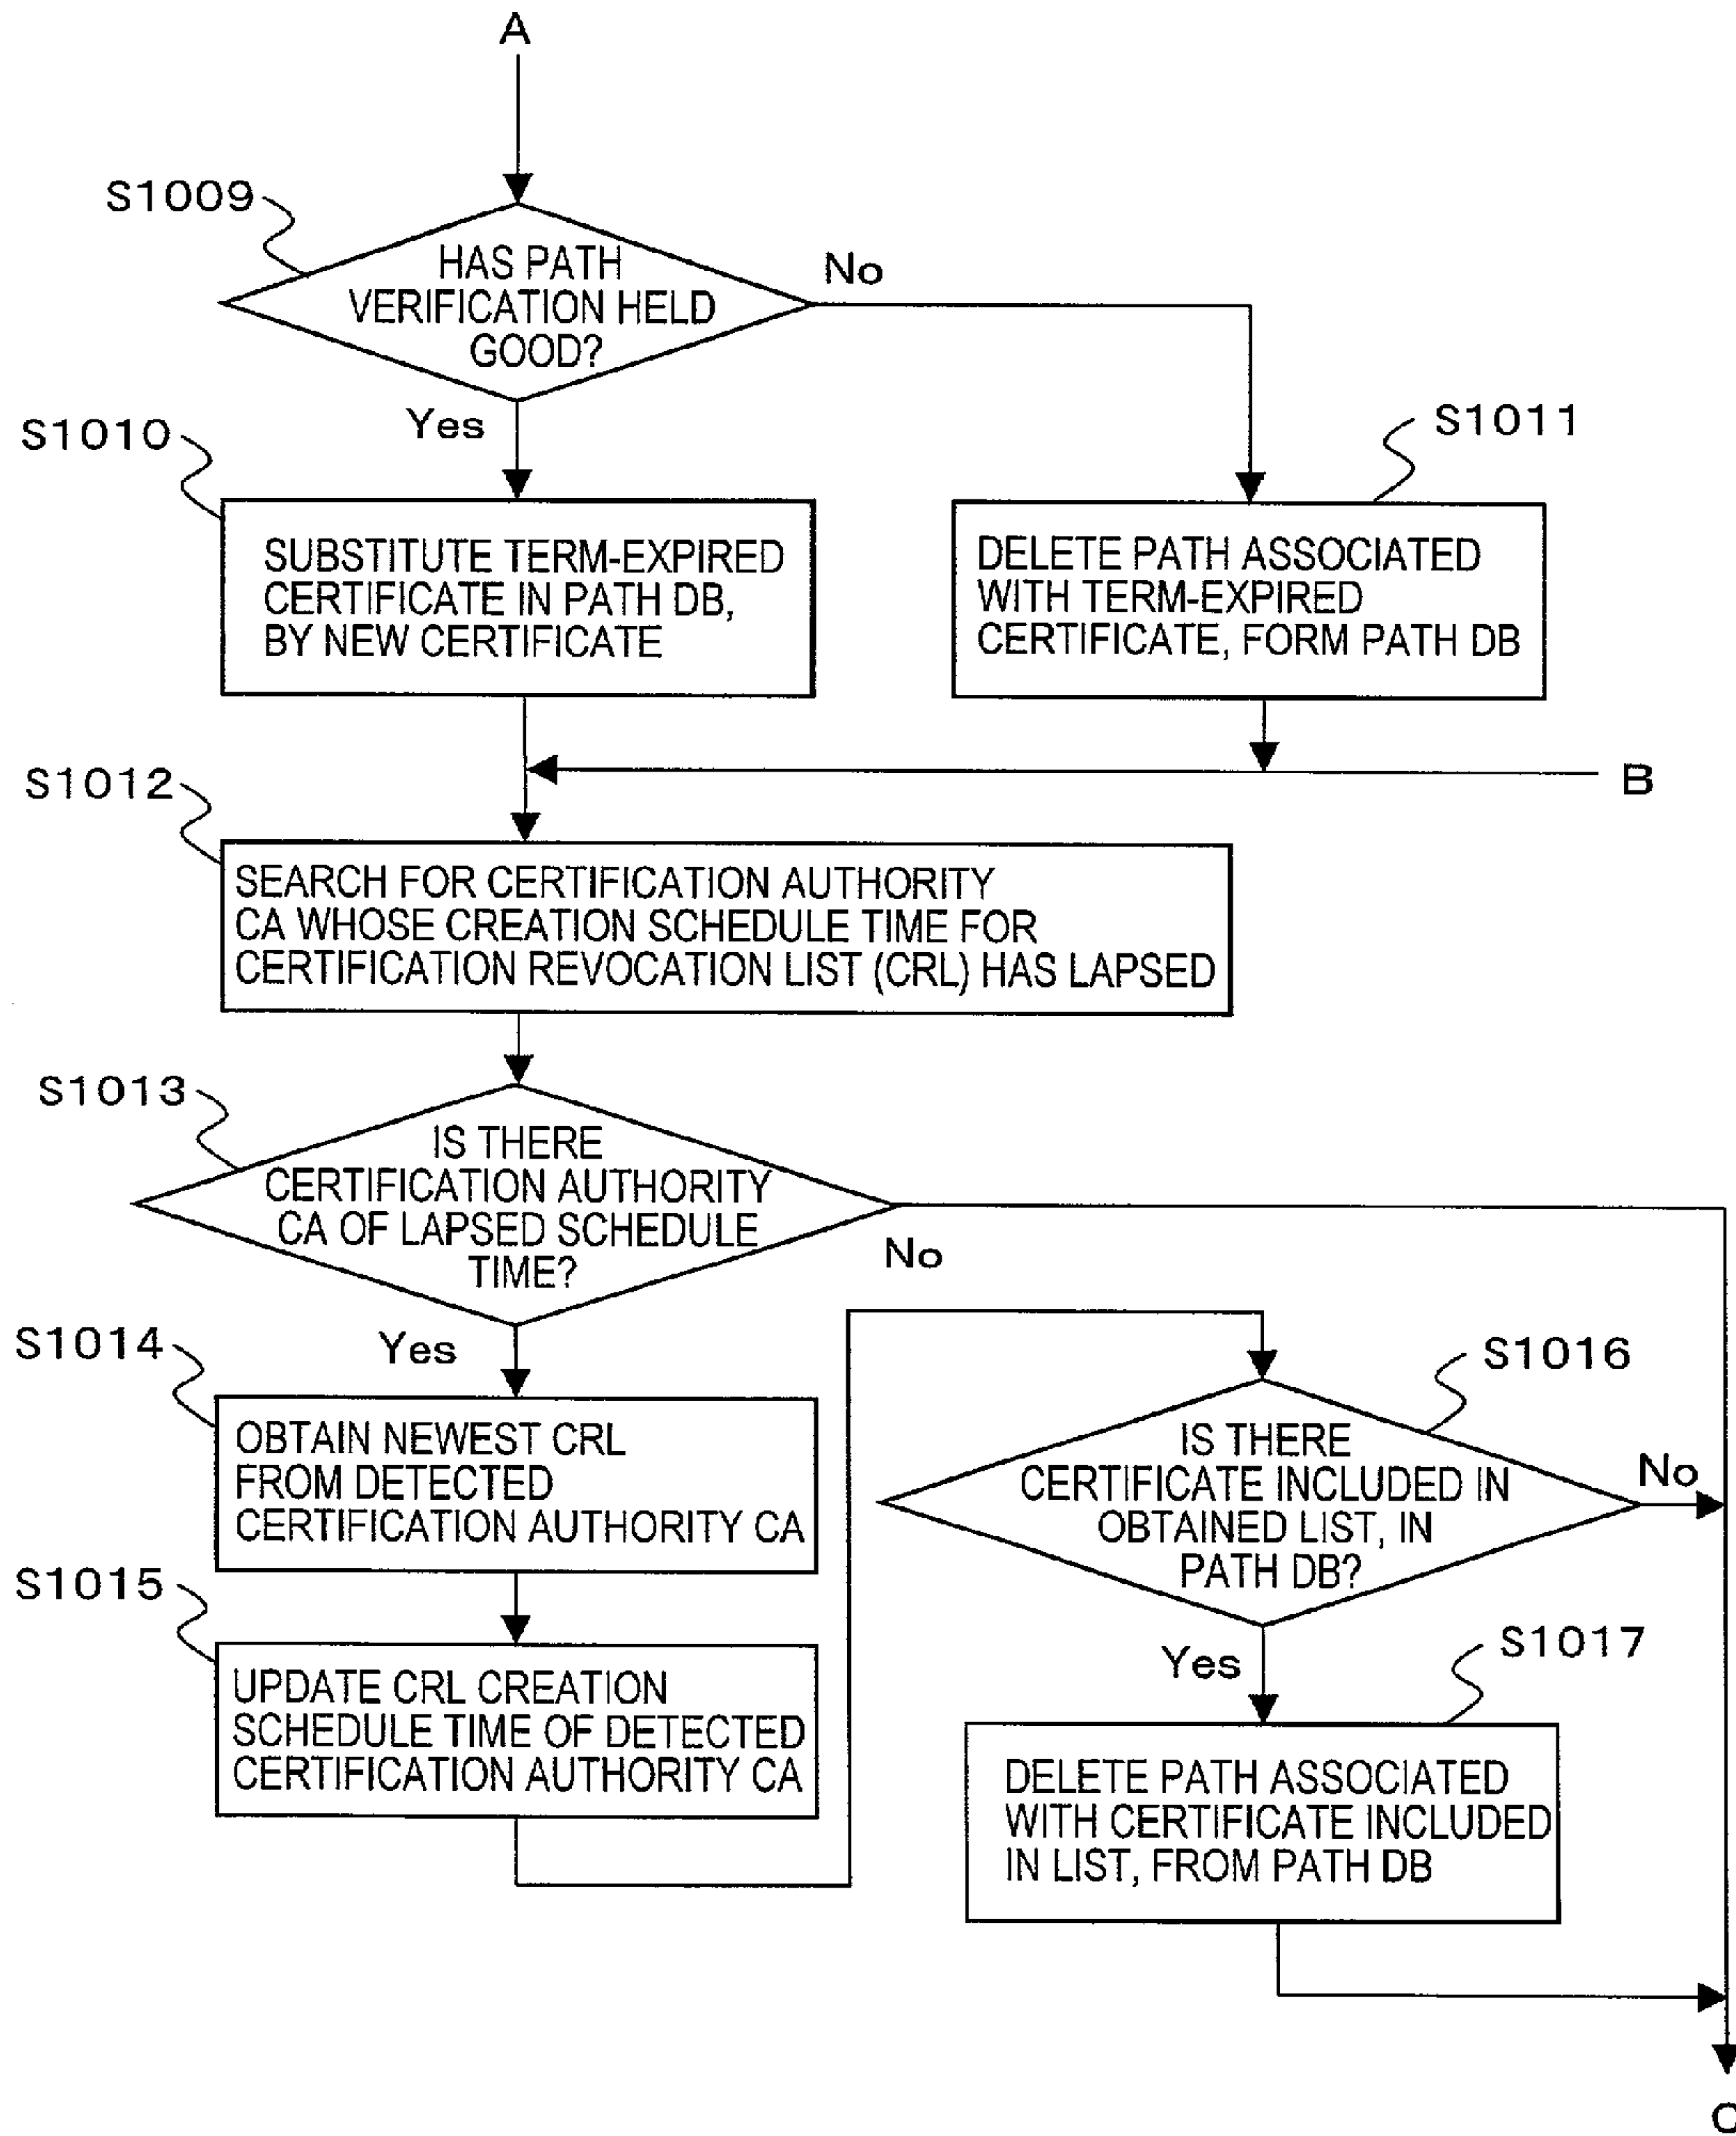 A
S1009
HAS PATH
VERIFICATION HELD
GOOD?
No
Yes
S1010
SUBSTITUTE TERM-EXPIRED
CERTIFICATE IN PATH DB,
BY NEW CERTIFICATE
S1011
DELETE PATH ASSOCIATED
WITH TERM-EXPIRED
CERTIFICATE, FORM PATH DB
B
S1012
SEARCH FOR CERTIFICATION AUTHORITY
CA WHOSE CREATION SCHEDULE TIME FOR
CERTIFICATION REVOCATION LIST (CRL) HAS LAPSED
S1013
IS THERE
CERTIFICATION AUTHORITY
CA OF LAPSED SCHEDULE
TIME?
No
Yes
S1014
OBTAIN NEWEST CRL
FROM DETECTED
CERTIFICATION AUTHORITY CA
S1015
UPDATE CRL CREATION
SCHEDULE TIME OF DETECTED
CERTIFICATION AUTHORITY CA
S1016
IS THERE
CERTIFICATE INCLUDED IN
OBTAINED LIST, IN
PATH DB?
No
Yes
S1017
DELETE PATH ASSOCIATED
WITH CERTIFICATE INCLUDED
IN LIST, FROM PATH DB
C